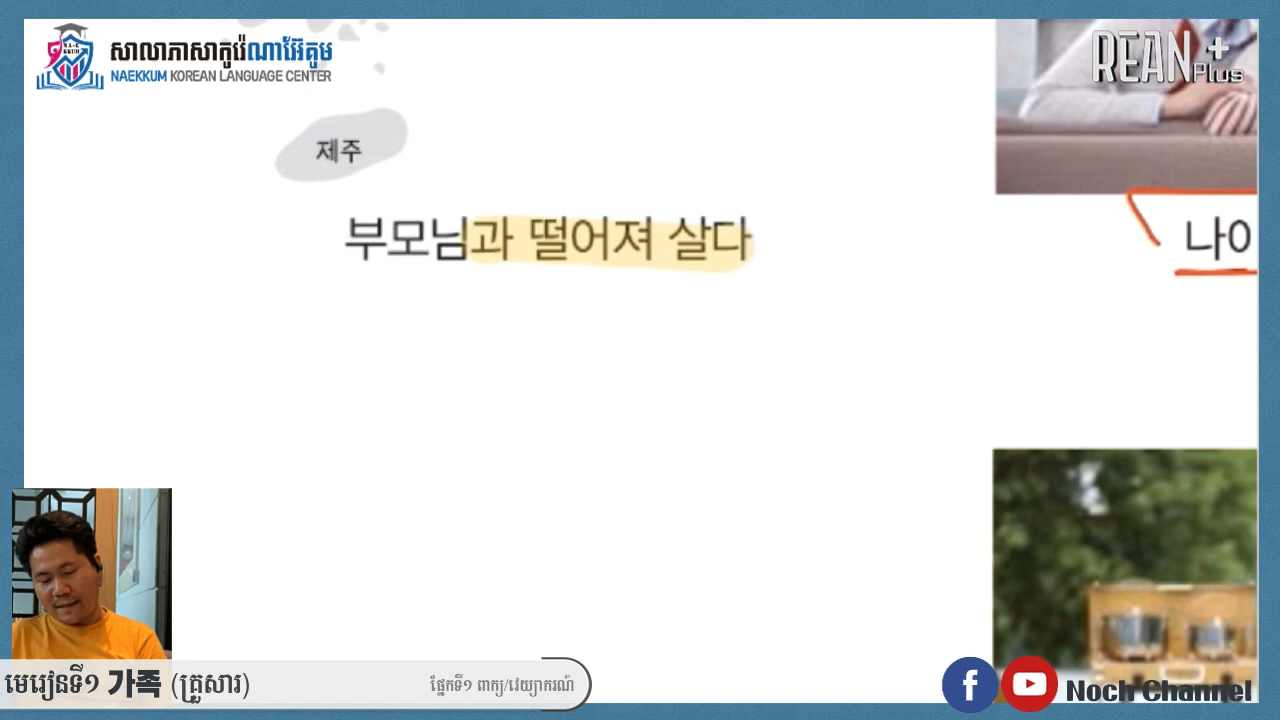 សាលាភាសាកូរ៉េណាអ៊ែគូម
NAEKKUM KOREAN LANGUAGE CENTER
REAN + Plus
제주
부모님과 떨어져 살다
나이
មេរៀនទី១ 가족 (គ្រួសារ)
ផ្នែកទី១ ពាក្យ/វេយ្យាករណ៍
Noch Channel